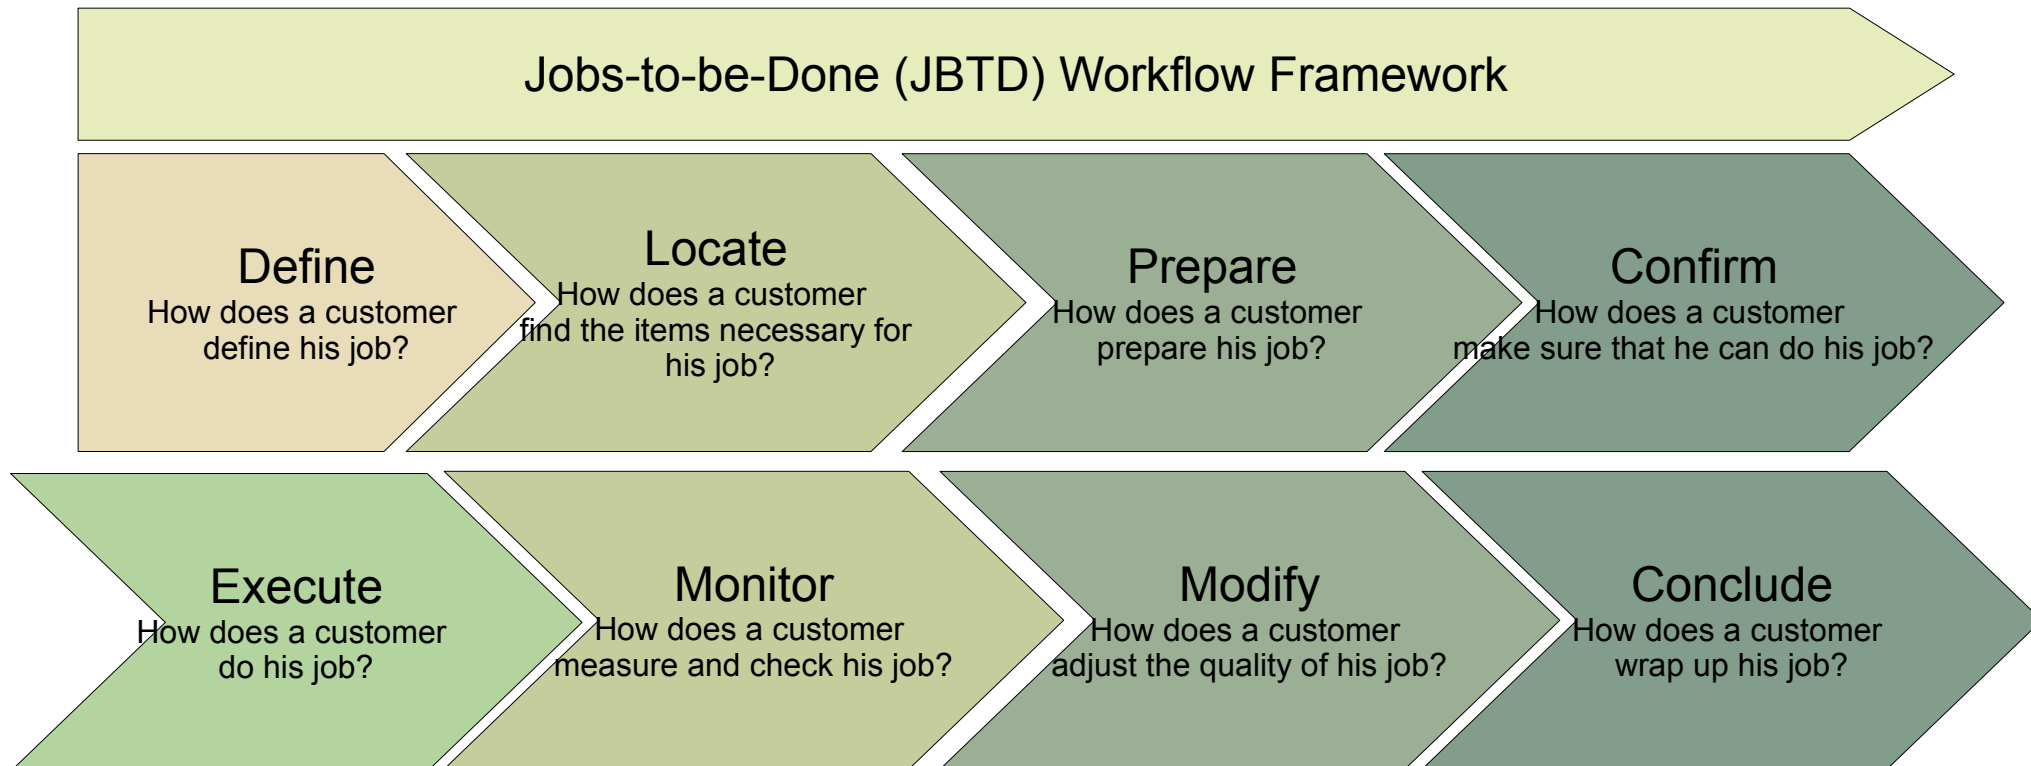 Jobs-to-be-Done (JBTD) Workflow Framework
Define
How does a customer
define his job?
Locate
How does a customer
find the items necessary for
his job?
Prepare
How does a customer
prepare his job?
Confirm
How does a customer
make sure that he can do his job?
Execute
How does a customer
do his job?
Monitor
How does a customer
measure and check his job?
Modify
How does a customer
adjust the quality of his job?
Conclude
How does a customer
wrap up his job?